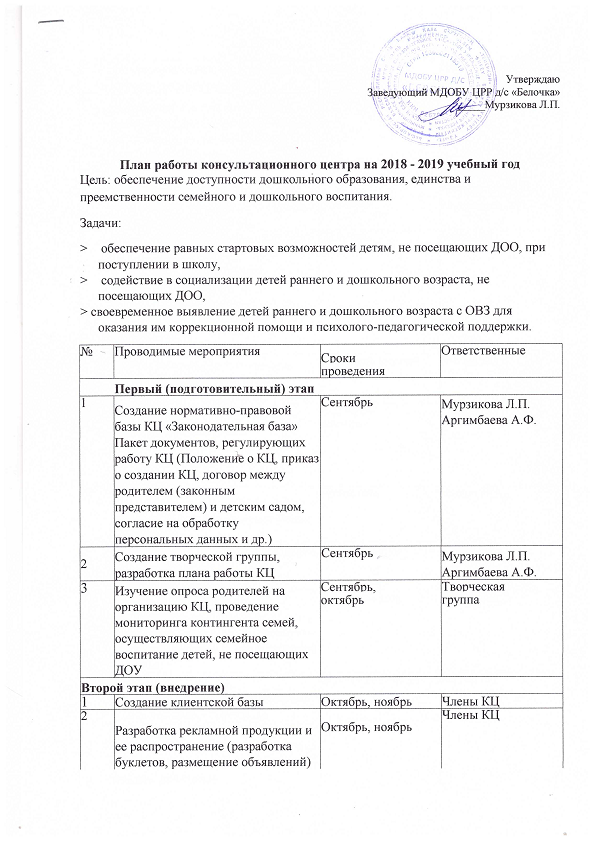 МДОБУ ЦРР Д/С
Утверждаю
Заведующий МДОБУ ЦРР д/с «Белочка»
Мурзикова Л.П.
План работы консультационного центра на 2018 - 2019 учебный год
Цель: обеспечение доступности дошкольного образования, единства и
преемственности семейного и дошкольного воспитания.
Задачи:
> обеспечение равных стартовых возможностей детям, не посещающих ДОО, при
поступлении в школу,
> содействие в социализации детей раннего и дошкольного возраста, не
посещающих ДОО,
> своевременное выявление детей раннего и дошкольного возраста с ОВЗ для
оказания им коррекционной помощи и психолого-педагогической поддержки.
№ Проводимые мероприятия Сроки Ответственные
проведения
Первый (подготовительный) этап
1 Создание нормативно-правовой Сентябрь Мурзикова Л.П.
базы КЦ «Законодательная база» Аргимбаева А.Ф.
Пакет документов, регулирующих
работу КЦ (Положение о КЦ, приказ
о создании КЦ, договор между
родителем (законным
представителем) и детским садом,
согласие на обработку
персональных данных и др.)
2 Создание творческой группы, Сентябрь Мурзикова Л.П.
разработка плана работы КЦ Аргимбаева А.Ф.
3 Изучение опроса родителей на Сентябрь, Творческая
организацию КЦ, проведение октябрь группа
мониторинга контингента семей,
осуществляющих семейное
воспитание детей, не посещающих
ДОУ
Второй этап (внедрение)
1 Создание клиентской базы Октябрь, ноябрь Члены КЦ
2 Разработка рекламной продукции и Октябрь, ноябрь Члены КЦ
ее распространение (разработка
буклетов, размещение объявлений)